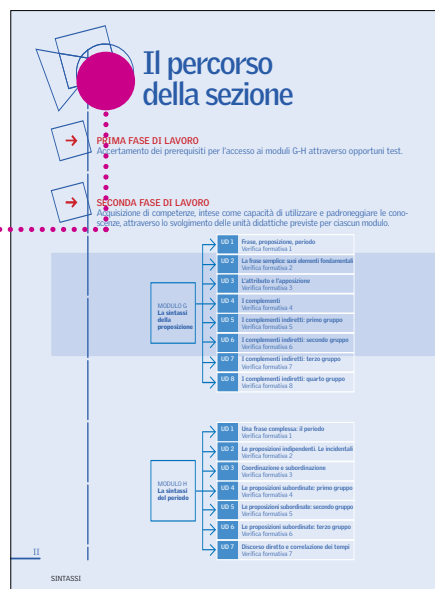 Il percorso
della sezione
PRIMA FASE DI LAVORO
Accertamento dei prerequisiti per l'accesso ai moduli G-H attraverso opportuni test.
SECONDA FASE DI LAVORO
Acquisizione di competenze, intese come capacità di utilizzare e padroneggiare le cono-
scenze, attraverso lo svolgimento delle unità didattiche previste per ciascun modulo.
MODULO G
La sintassi
della
proposizione
UD 1 Frase, proposizione, periodo
Verifica formativa 1
UD 2 La frase semplice: suoi elementi fondamentali
Verifica formativa 2
UD 3 L'attributo e l'apposizione
Verifica formativa 3
UD 4 I complementi
Verifica formativa 4
UD 5 I complementi indiretti: primo gruppo
Verifica formativa 5
UD 6 I complementi indiretti: secondo gruppo
Verifica formativa 6
UD 7 I complementi indiretti: terzo gruppo
Verifica formativa 7
UD 8 I complementi indiretti: quarto gruppo
Verifica formativa 8
MODULO H
La sintassi
del periodo
UD 1 Una frase complessa: il periodo
Verifica formativa 1
UD 2 Le proposizioni indipendenti. Le incidentali
Verifica formativa 2
UD 3 Coordinazione e subordinazione
Verifica formativa 3
UD 4 Le proposizioni subordinate: primo gruppo
Verifica formativa 4
UD 5 Le proposizioni subordinate: secondo gruppo
Verifica formativa 5
UD 6 Le proposizioni subordinate: terzo gruppo
Verifica formativa 6
UD 7 Discorso diretto e correlazione dei tempi
Verifica formativa 7
II
SINTASSI